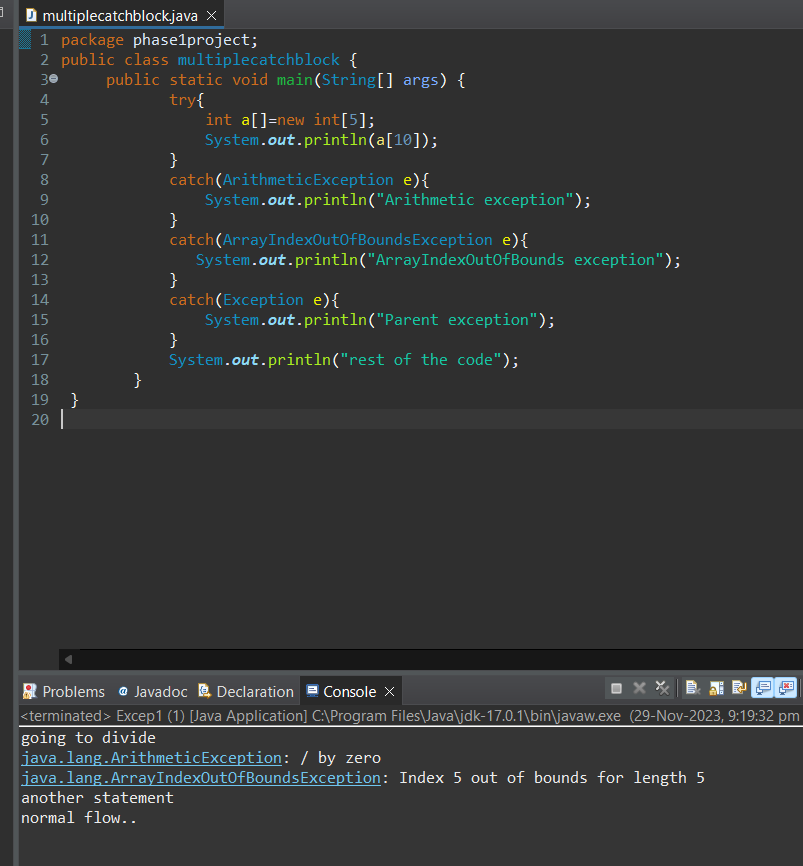 multiplecatchblock.java
1 package phase1project;
2 public class multiplecatchblock {
3 public static void main(String[] args) {
4 try{
5 int a[]=new int[5];
6 System.out.println(a[10]);
7 }
8 catch(ArithmeticException e){
9 System.out.println("Arithmetic exception");
10 }
11 catch(ArrayIndexOutOfBoundsException e){
12 System.out.println("ArrayIndexOutOfBounds exception");
13 }
14 catch(Exception e){
15 System.out.println("Parent exception");
16 }
17 System.out.println("rest of the code");
18 }
19 }
20
Problems @ Javadoc Declaration Console
<terminated> Excep1 (1) [Java Application] C:\Program Files\Java\jdk-17.0.1\bin\javaw.exe (29-Nov-2023, 9:19:32 pm
going to divide
java.lang.ArithmeticException: / by zero
java.lang.ArrayIndexOutOfBoundsException: Index 5 out of bounds for length 5
another statement
normal flow..